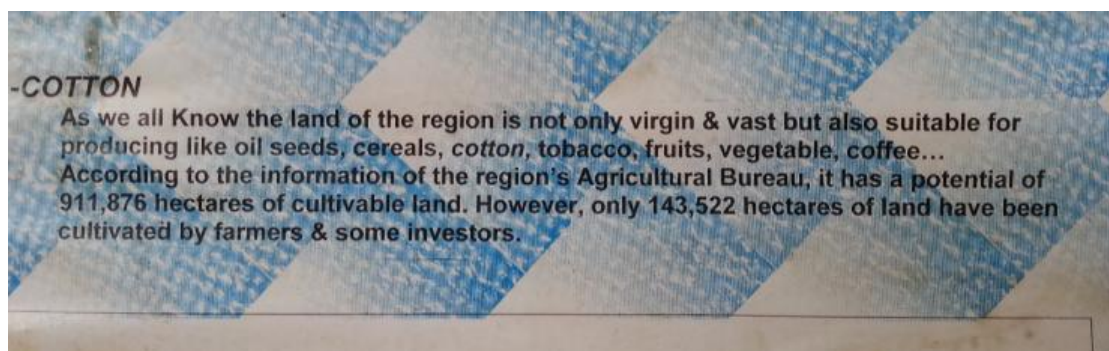 -COTTON
As we all Know the land of the region is not only virgin & vast but also suitable for
producing like oil seeds, cereals, cotton, tobacco, fruits, vegetable, coffee...
According to the information of the region's Agricultural Bureau, it has a potential of
911,876 hectares of cultivable land. However, only 143,522 hectares of land have been
cultivated by farmers & some investors.